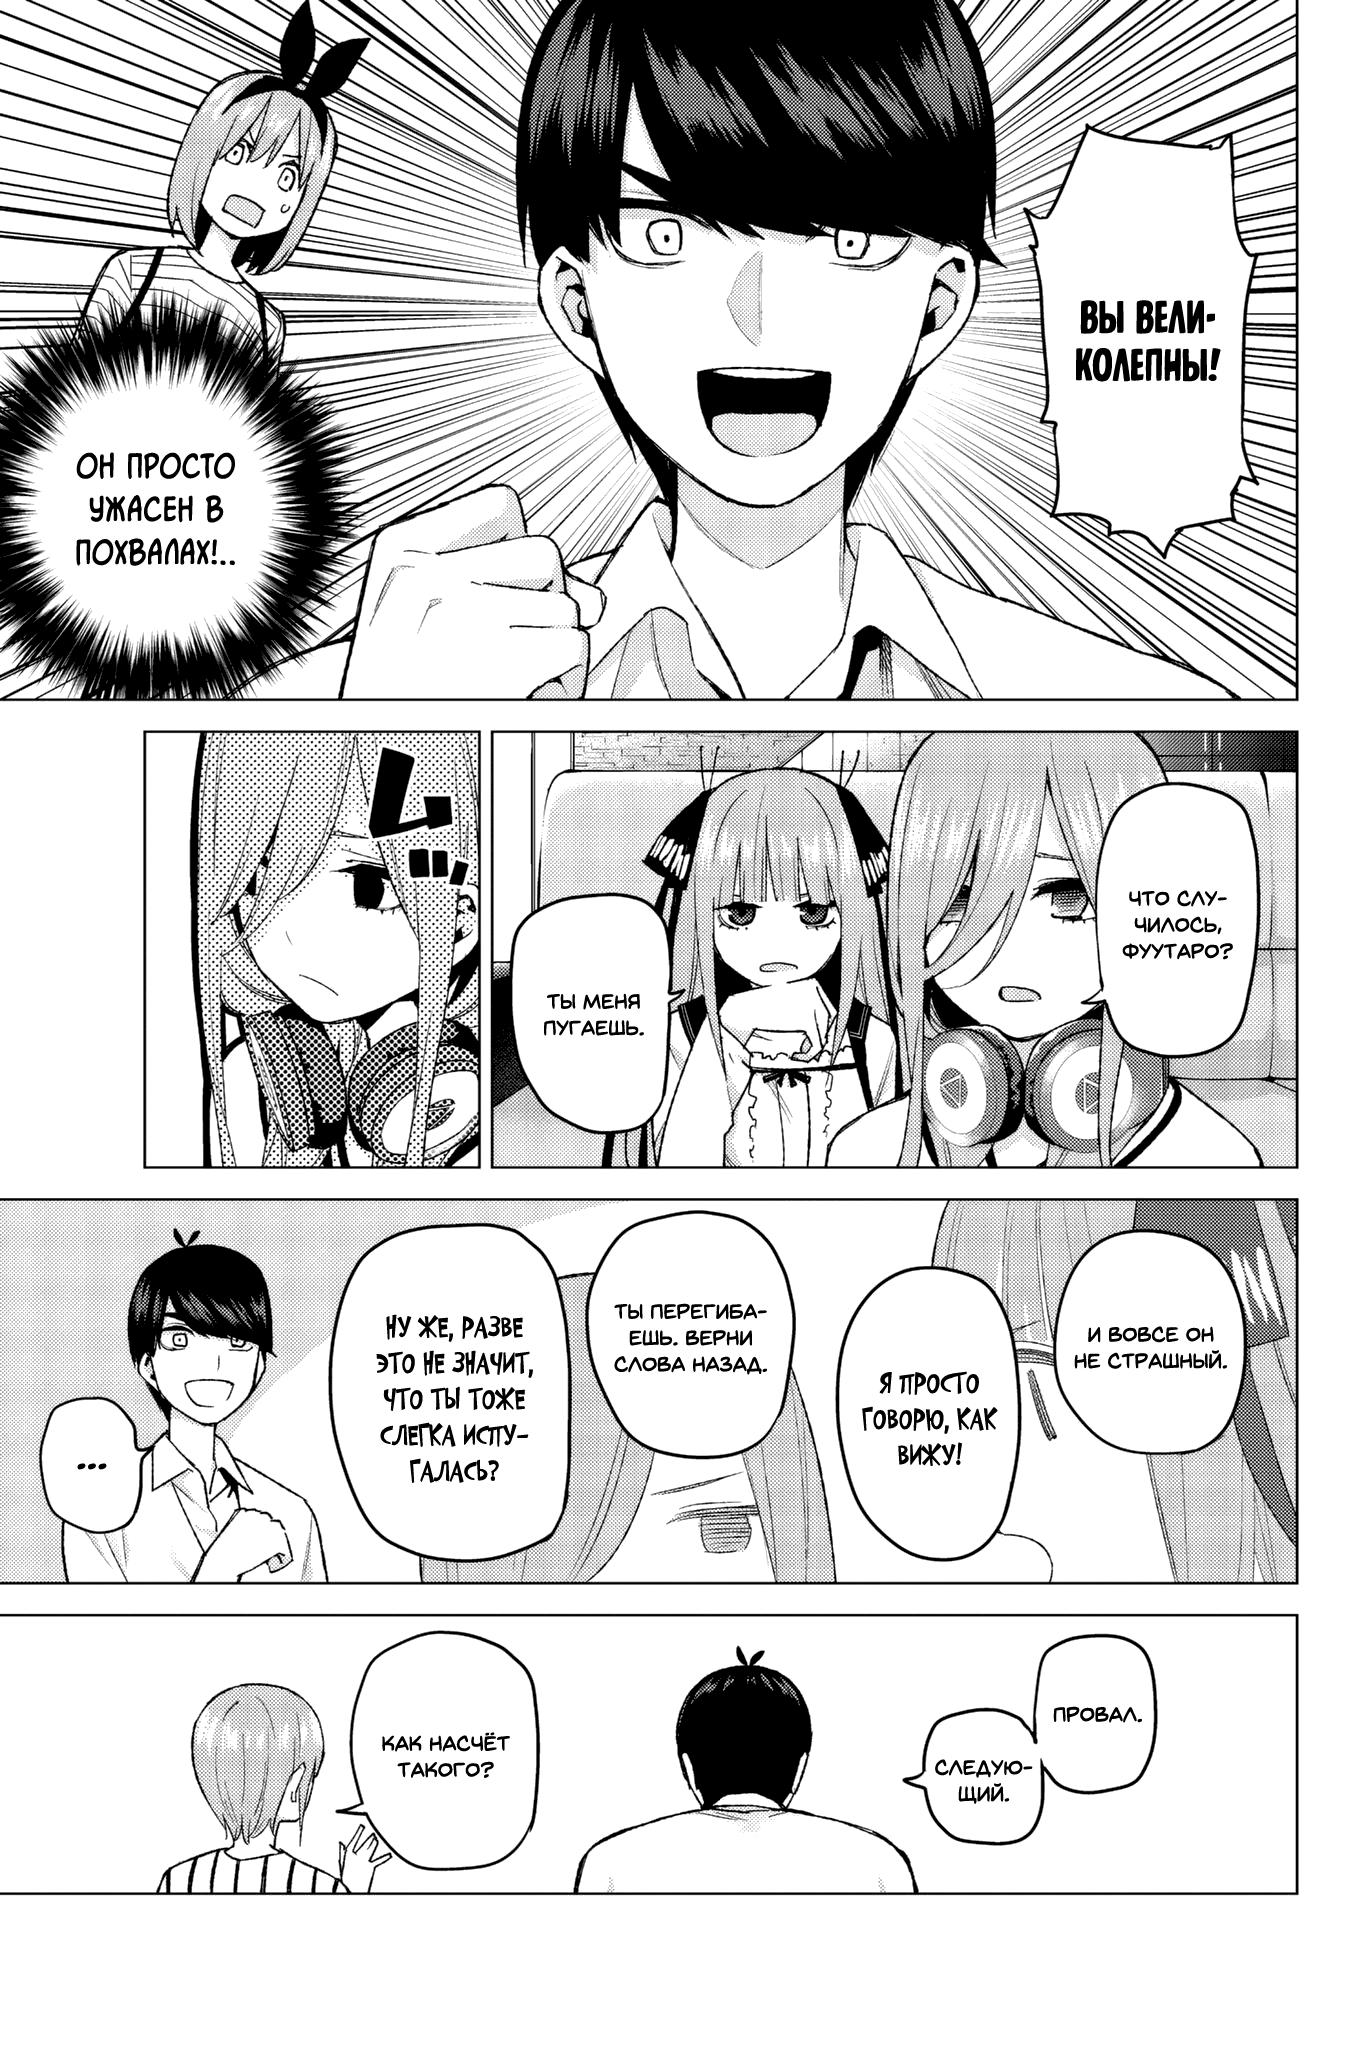 ВЫ ВЕЛИ-
КОЛЕПНЫ!
ОН ПРОСТО
УЖАСЕН В
ПОХВАЛАХ!..
ЧТО СЛУ-
ЧИЛОСЬ,
ФУУТАРО?
ТЫ МЕНЯ
ПУГАЕШЬ.
ムッ
И ВОВСЕ ОН
НЕ СТРАШНЫЙ.
Я ПРОСТО
ГОВОРЮ, КАК
ВИЖУ!
ТЫ ПЕРЕГИБА-
ЕШЬ. ВЕРНИ
СЛОВА НАЗАД.
НУ ЖЕ, РАЗВЕ
ЭТО НЕ ЗНАЧИТ,
ЧТО ТЫ ТОЖЕ
СЛЕГКА ИСПУ-
ГАЛАСЬ?
...
ПРОВАЛ.
СЛЕДУЮ-
ЩИЙ.
КАК НАСЧЁТ
ТАКОГО?